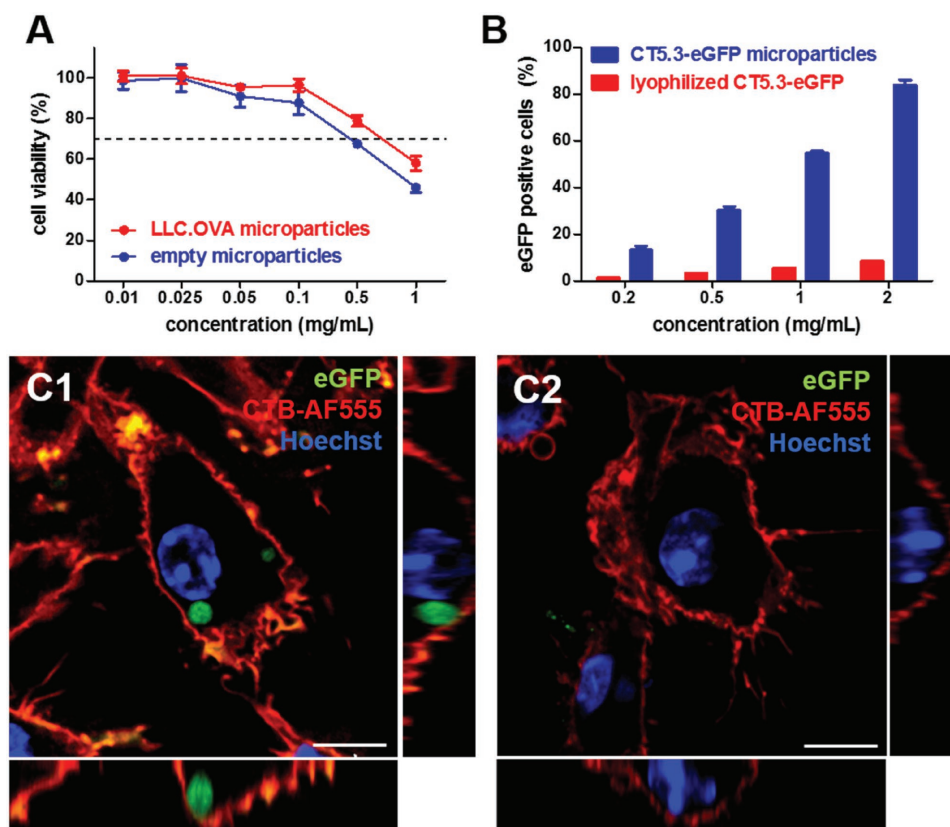 A
cell viability (%)
100
80
60
40
20
0
LLC.OVA microparticles
empty microparticles
0.01 0.025 0.05 0.1 0.5 1
concentration (mg/mL)
B
eGFP positive cells (%)
100
80
60
40
20
0
CT5.3-eGFP microparticles
lyophilized CT5.3-eGFP
0.2 0.5 1 2
concentration (mg/mL)
C1
eGFP
CTB-AF555
Hoechst
C2
eGFP
CTB-AF555
Hoechst